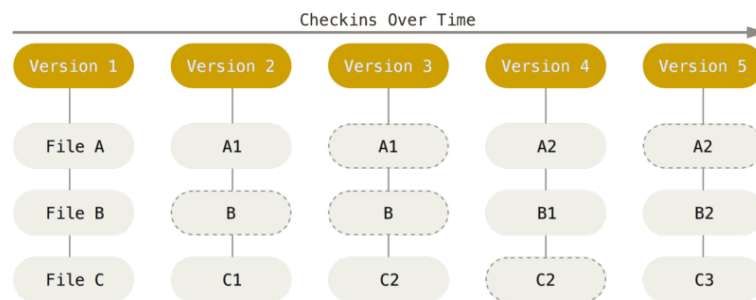 Checkins Over Time
Version 1 Version 2 Version 3 Version 4 Version 5
File A A1 A1 A2 A2
File B B B B1 B2
File C C1 C2 C2 C3